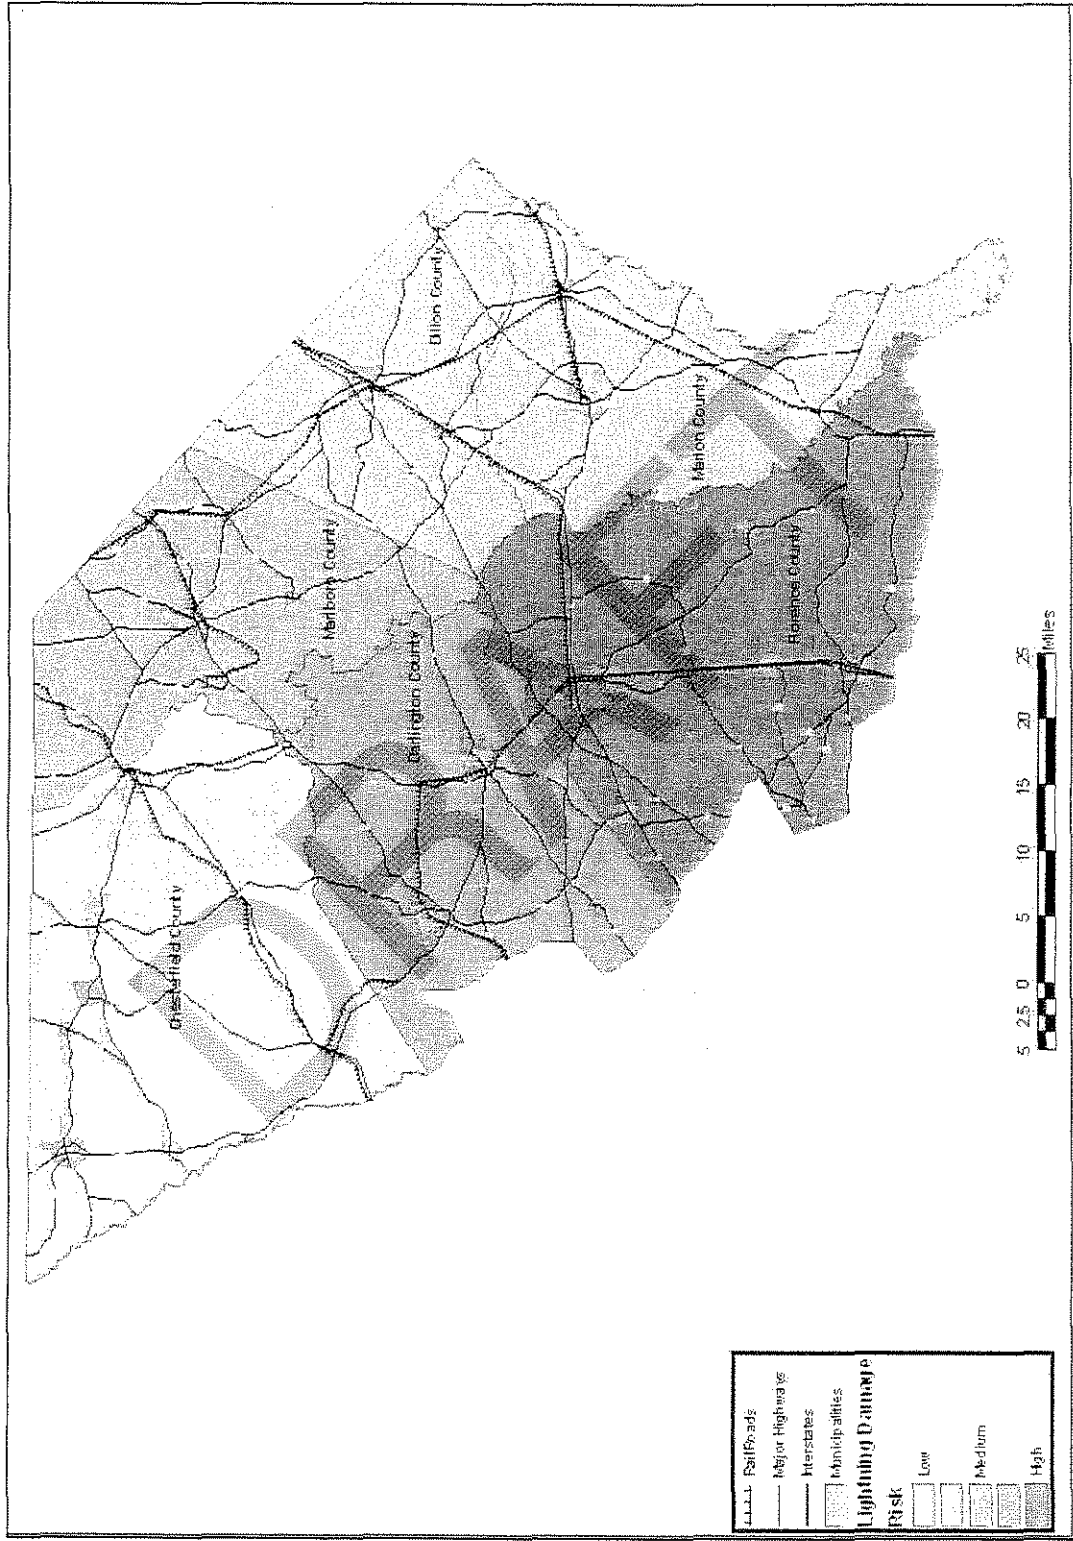 Chesterfield County
Marlboro County
Darlington County
Dillon County
Marion County
Florence County
RailRoads
Major Highways
Interstates
Municipalities
Lightning Damage
Risk
Low
Medium
High
5 2.5 0 5 10 15 20 25
Miles
DRAFT